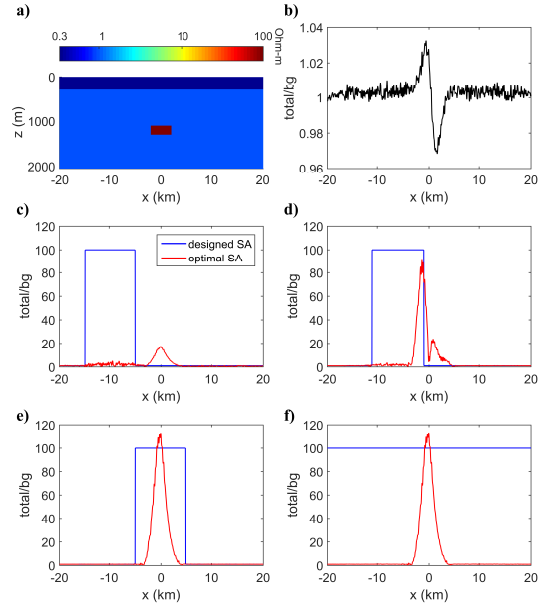 a)
0.3 1 10 100
Ohm-m
0
1000
2000
z (m)
-20 -10 0 10 20
x (km)
b)
1.04
1.02
1
0.98
0.96
total/bg
-20 -10 0 10 20
x (km)
c)
120
100
80
60
40
20
0
total/bg
designed SA
optimal SA
-20 -10 0 10 20
x (km)
d)
120
100
80
60
40
20
0
total/bg
-20 -10 0 10 20
x (km)
e)
120
100
80
60
40
20
0
total/bg
-20 -10 0 10 20
x (km)
f)
120
100
80
60
40
20
0
total/bg
-20 -10 0 10 20
x (km)